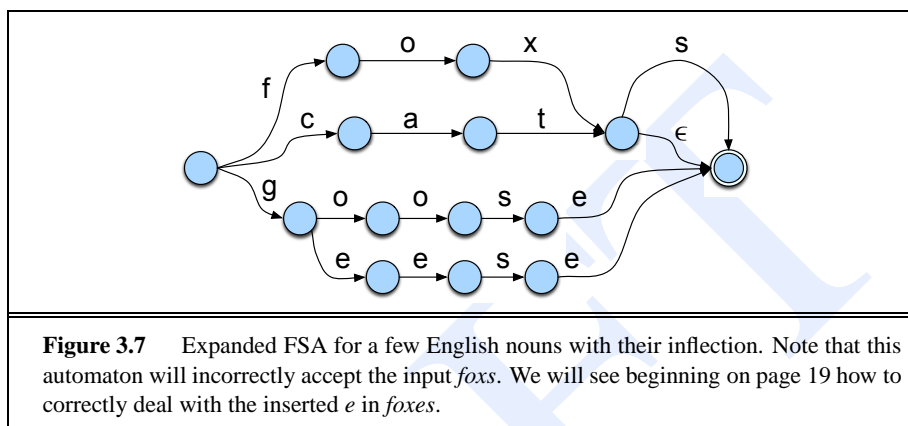 o x s
f
c a t ϵ
g
o o s e
e e s e
Figure 3.7 Expanded FSA for a few English nouns with their inflection. Note that this
automaton will incorrectly accept the input foxs. We will see beginning on page 19 how to
correctly deal with the inserted e in foxes.